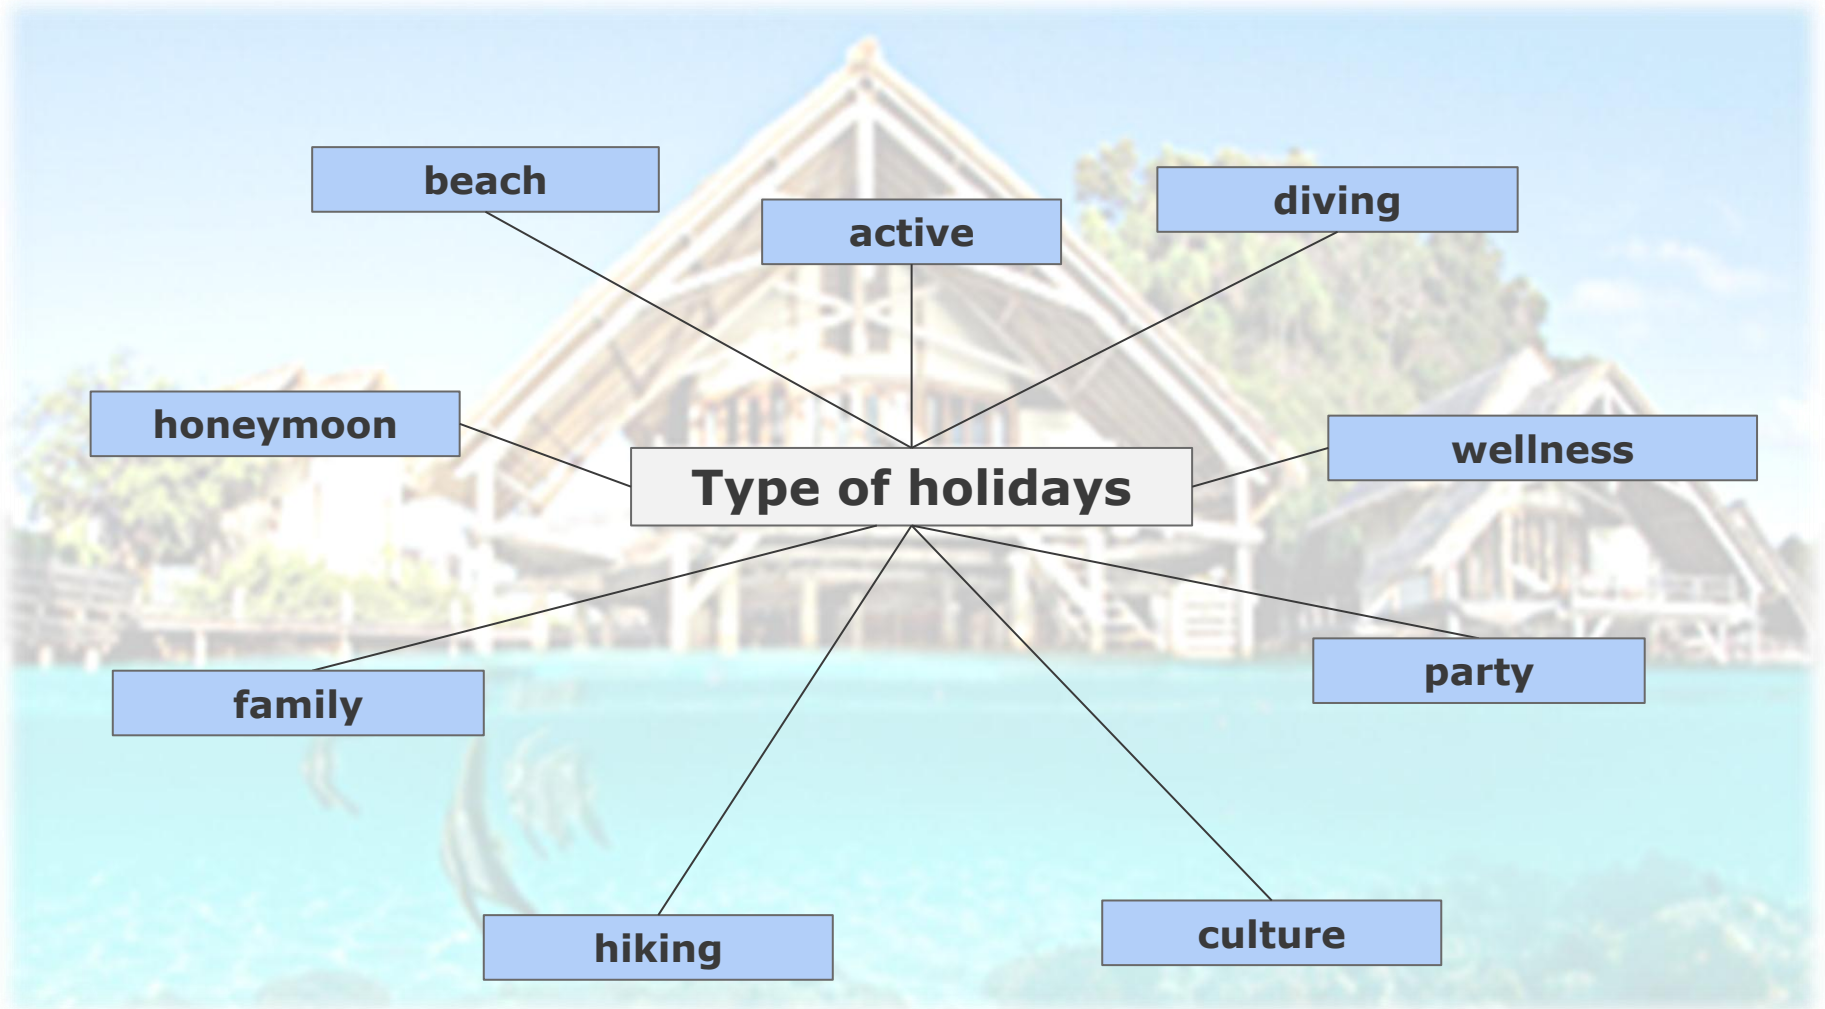 beach
active
diving
honeymoon
Type of holidays
wellness
family
party
hiking
culture